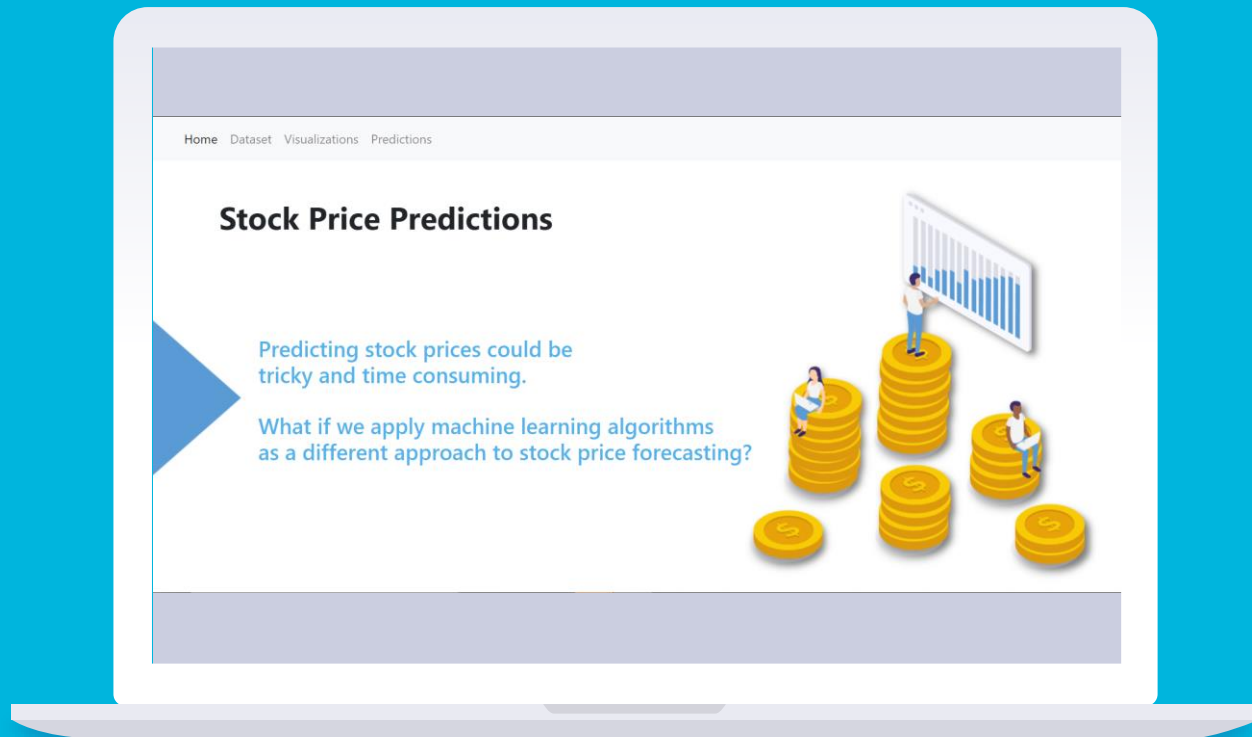 Home Dataset Visualizations Predictions
Stock Price Predictions
Predicting stock prices could be
tricky and time consuming.
What if we apply machine learning algorithms
as a different approach to stock price forecasting?